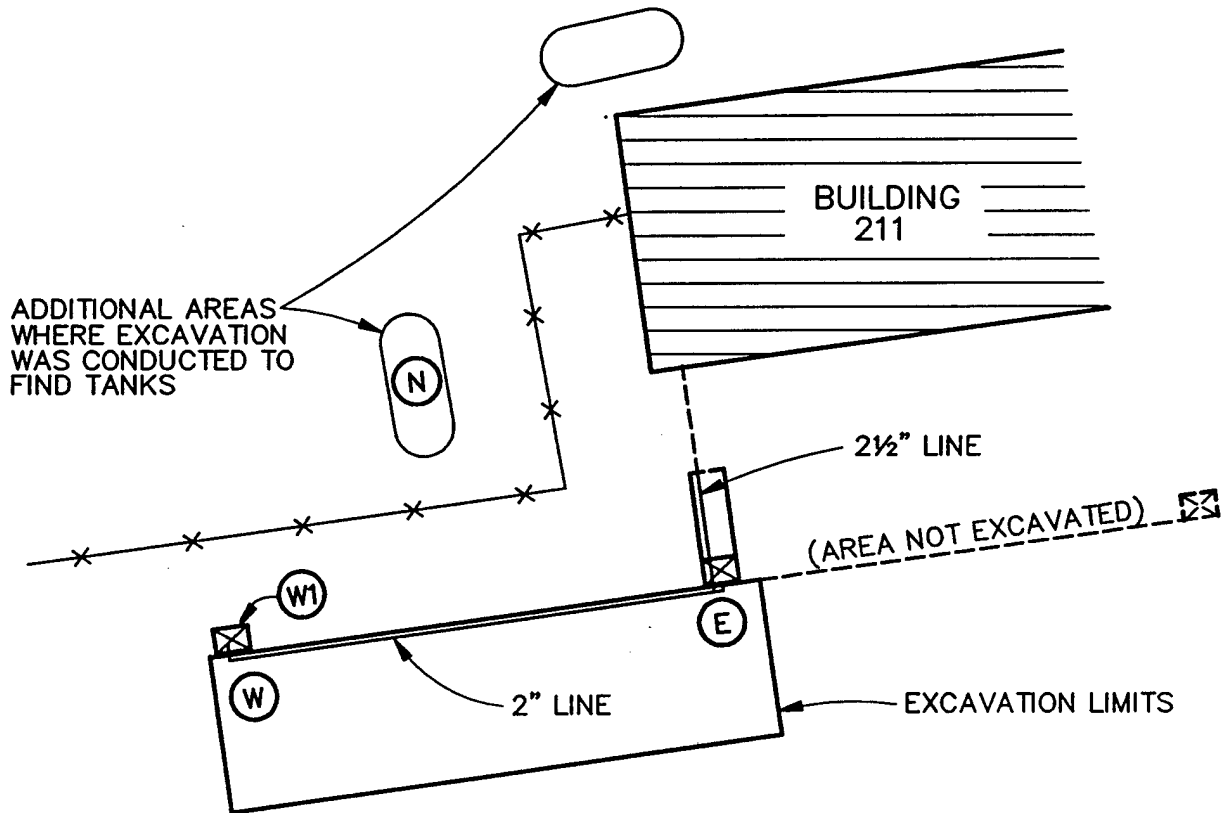 BUILDING
211
ADDITIONAL AREAS
WHERE EXCAVATION
WAS CONDUCTED TO
FIND TANKS
N
2½" LINE
(AREA NOT EXCAVATED)
W1
E
W
2" LINE
EXCAVATION LIMITS